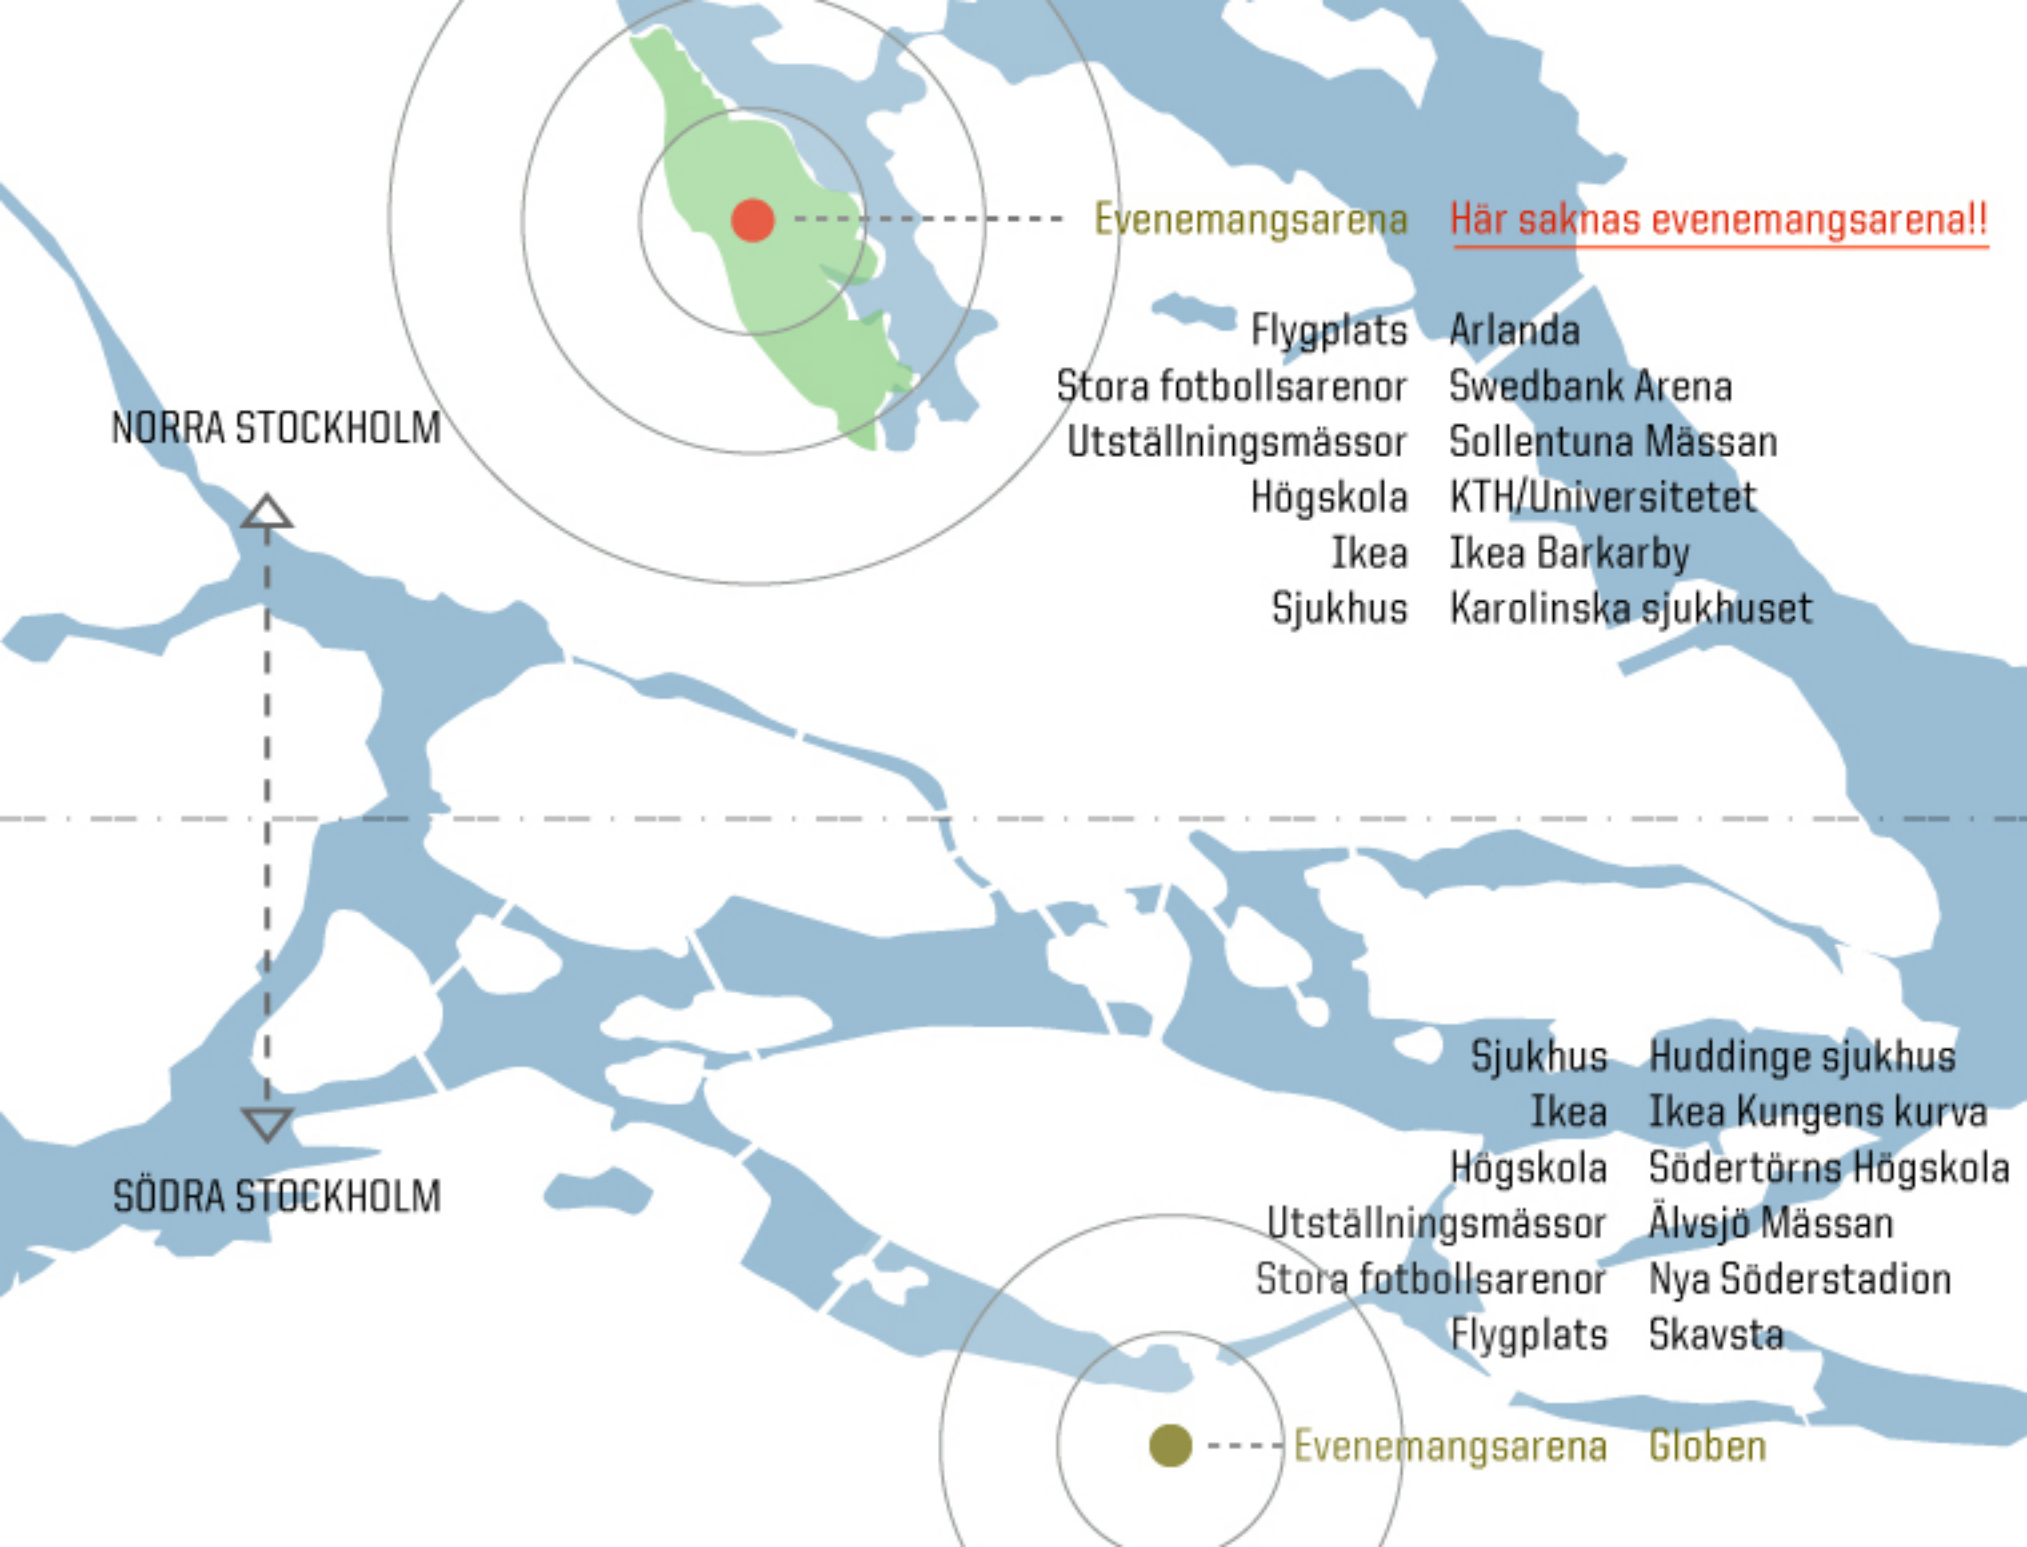 Evenemangsarena Här saknas evenemangsarena!!
Flygplats Arlanda
Stora fotbollsarenor Swedbank Arena
Utställningsmässor Sollentuna Mässan
Högskola KTH/Universitetet
Ikea Ikea Barkarby
Sjukhus Karolinska sjukhuset
NORRA STOCKHOLM
SÖDRA STOCKHOLM
Sjukhus Huddinge sjukhus
Ikea Ikea Kungens kurva
Högskola Södertörns Högskola
Utställningsmässor Älvsjö Mässan
Stora fotbollsarenor Nya Söderstadion
Flygplats Skavsta
Evenemangsarena Globen